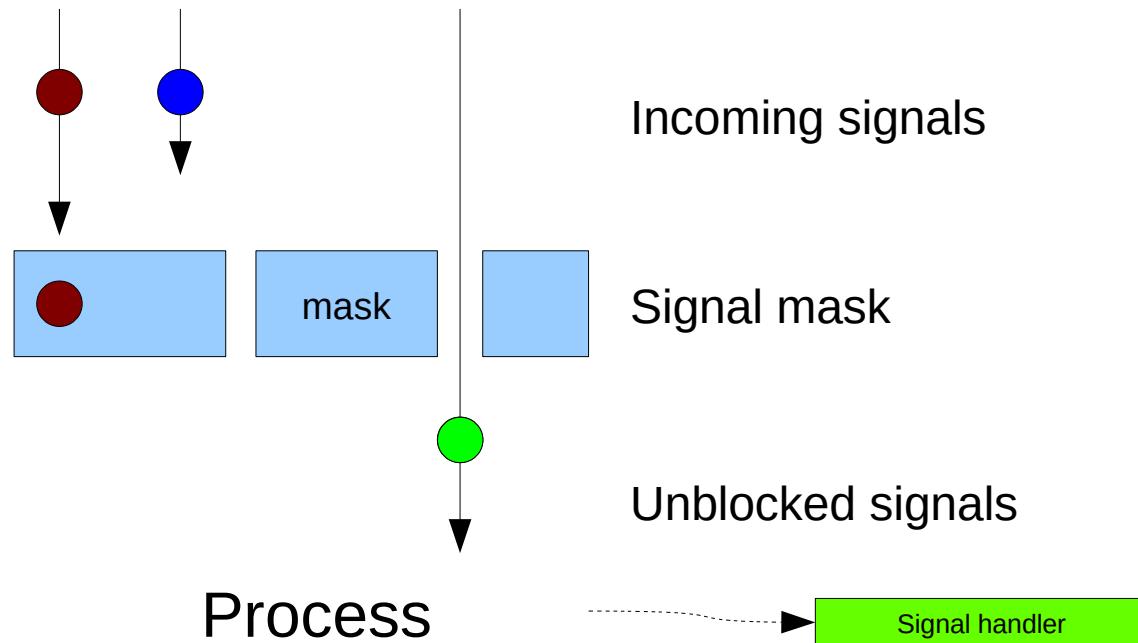 Incoming signals
mask
Signal mask
Unblocked signals
Process
Signal handler